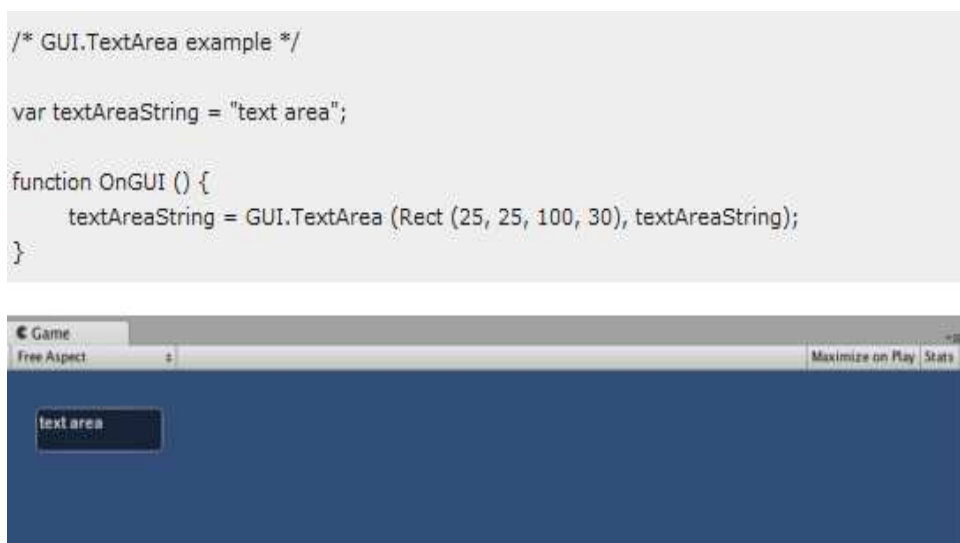 /* GUI.TextArea example */
var textAreaString = "text area";
function OnGUI () {
textAreaString = GUI.TextArea (Rect (25, 25, 100, 30), textAreaString);
}
Game
Free Aspect
Maximize on Play Stats
text area